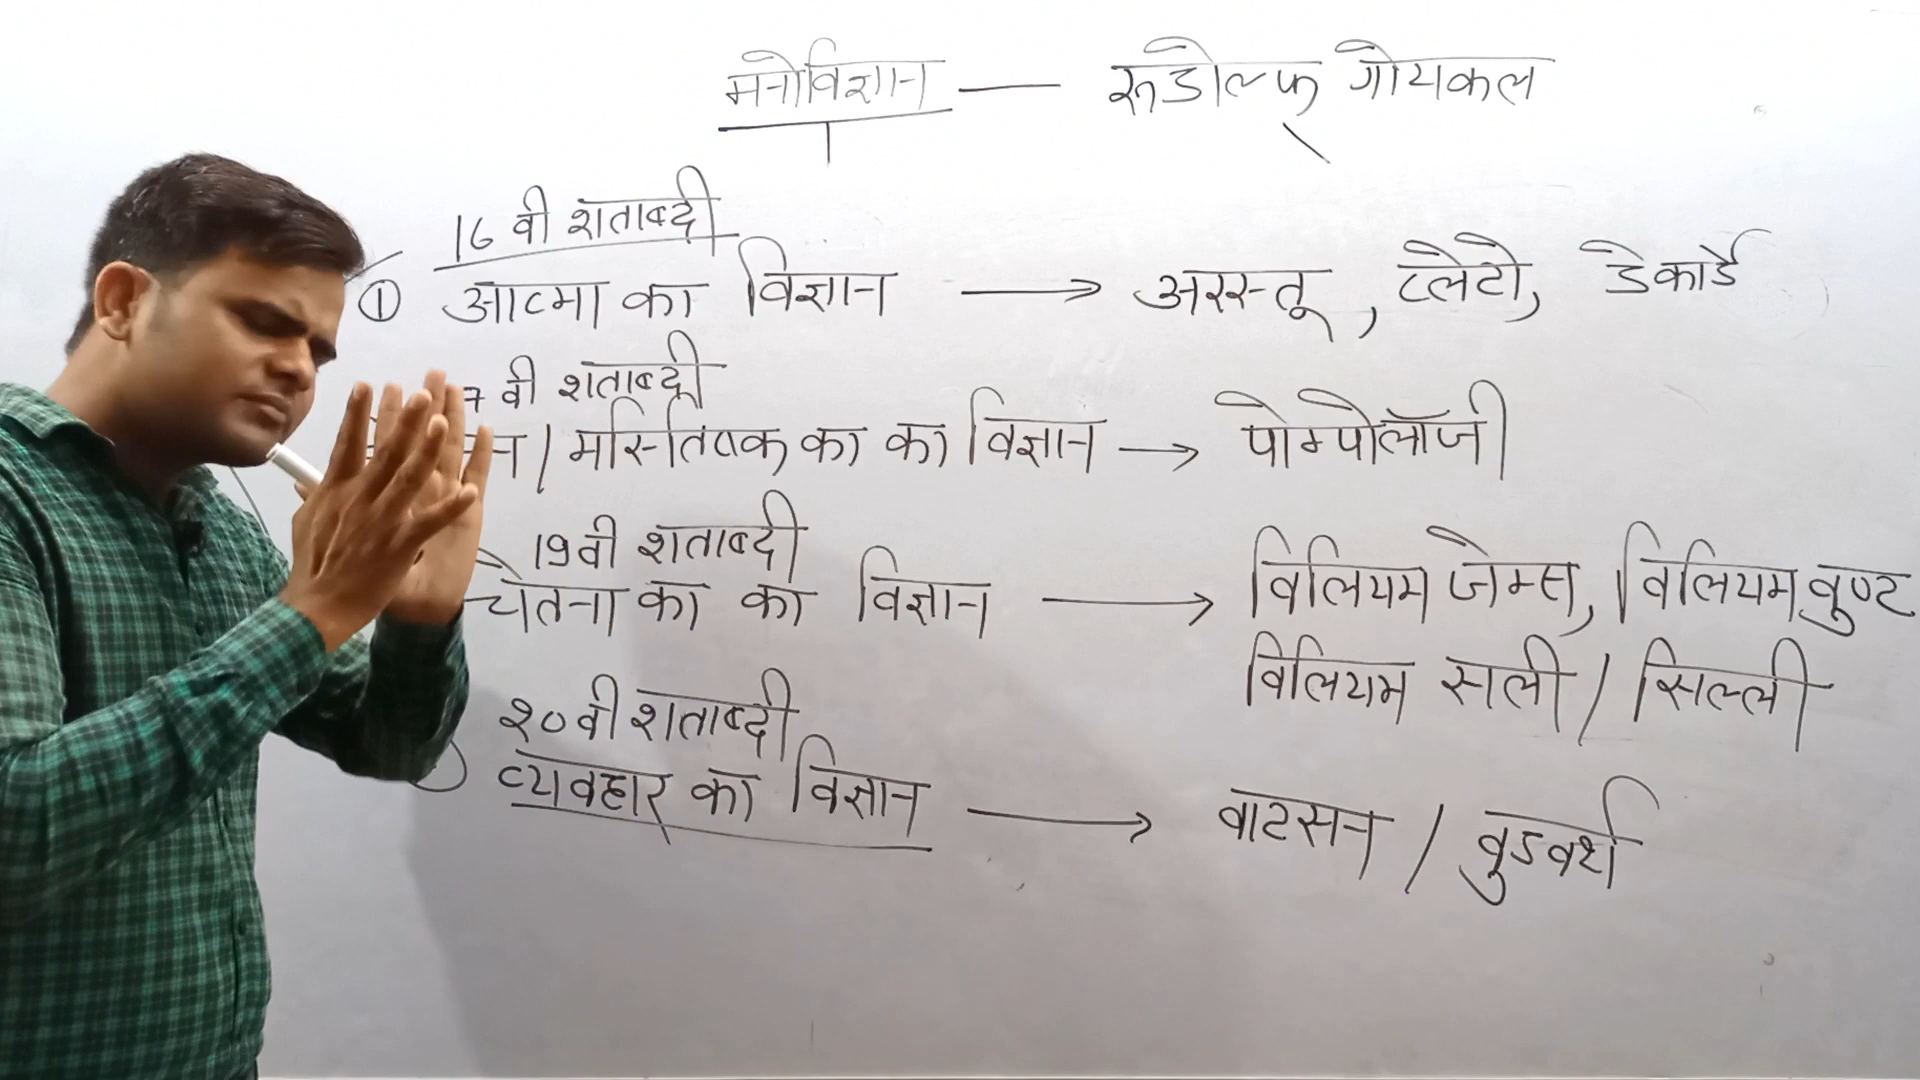 मनोविज्ञान — रूडोल्फ गोयकल
16 वी शताब्दी
① आत्मा का विज्ञान → अरस्तू, प्लेटो, डेकार्ड
7 वी शताब्दी
न / मस्तिष्क का का विज्ञान → पोम्पोलॉजी
19वी शताब्दी
चेतना का का विज्ञान → विलियम जेम्स, विलियम वुण्ट
विलियम सली / सिल्ली
20वी शताब्दी
व्यवहार का विज्ञान → वाटसन / वुडवर्थ